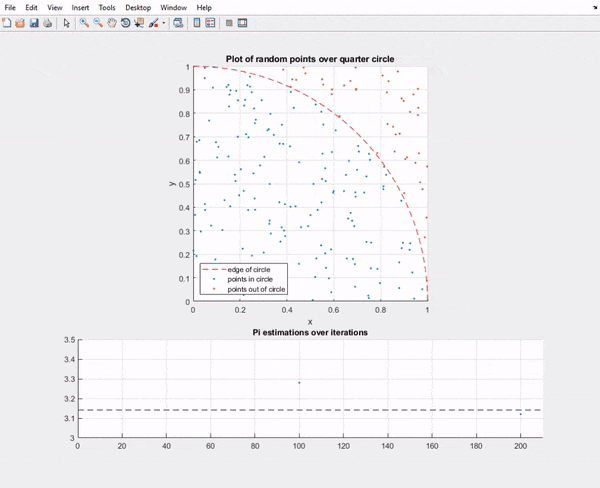 File Edit View Insert Tools Desktop Window Help
Plot of random points over quarter circle
1
0.9
0.8
0.7
0.6
0.5
0.4
0.3
0.2
0.1
0
y
edge of circle
points in circle
points out of circle
0 0.2 0.4 0.6 0.8 1
x
Pi estimations over iterations
3.5
3.4
3.3
3.2
3.1
3
0 20 40 60 80 100 120 140 160 180 200